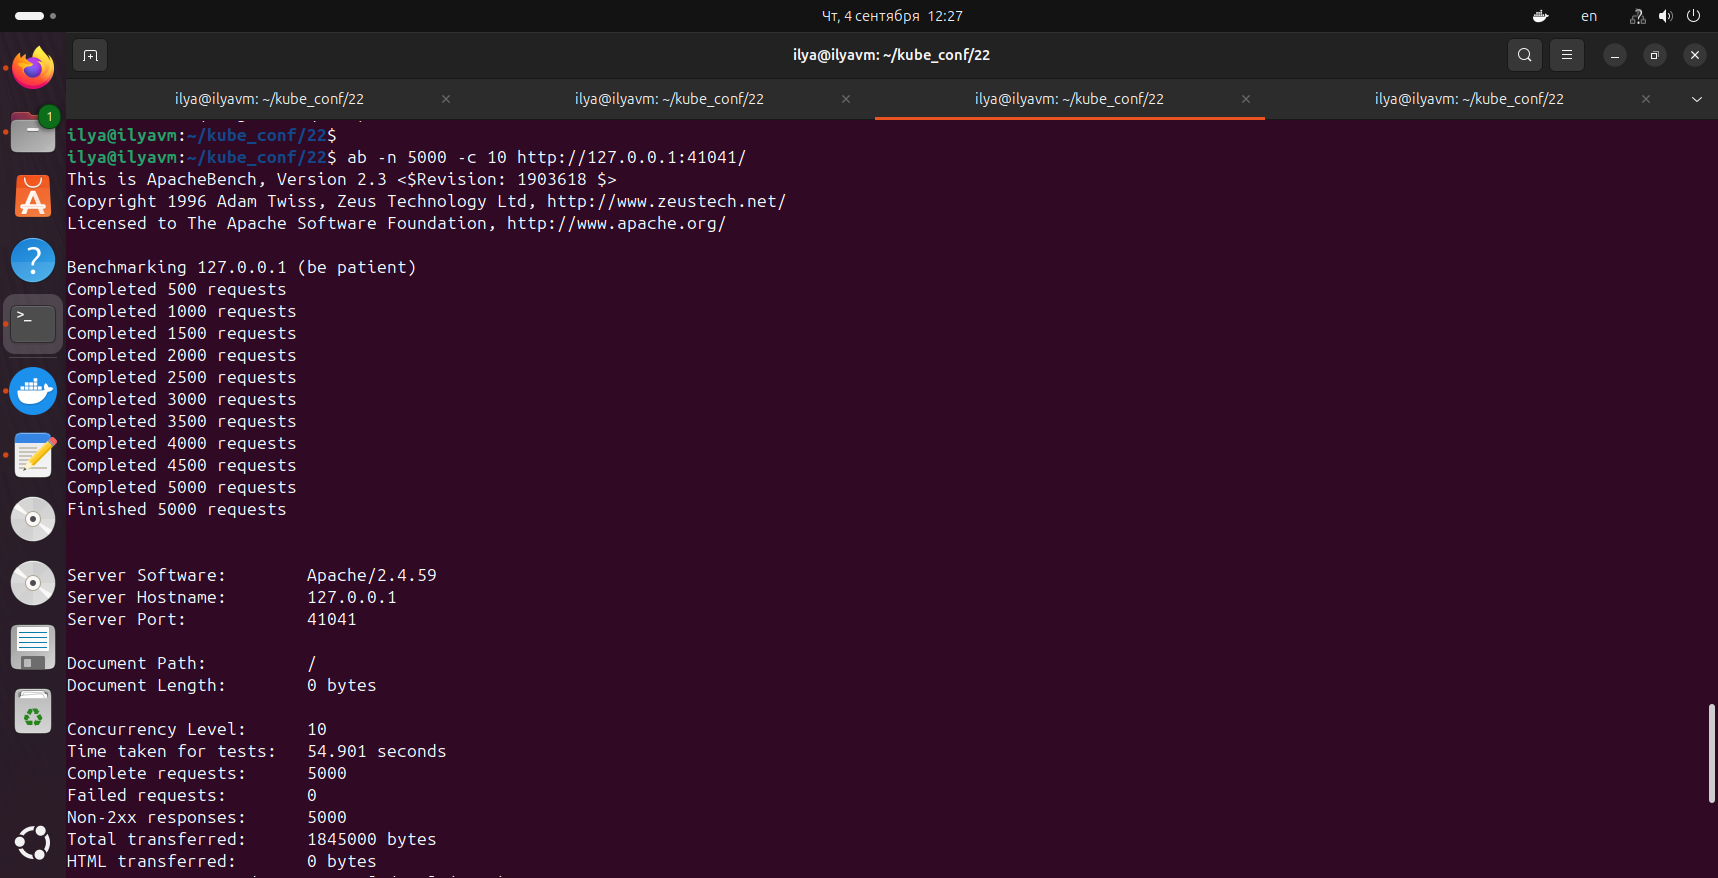 Чт, 4 сентября 12:27
en
ilya@ilyavm: ~/kube_conf/22
ilya@ilyavm: ~/kube_conf/22
ilya@ilyavm: ~/kube_conf/22
ilya@ilyavm: ~/kube_conf/22
ilya@ilyavm: ~/kube_conf/22
1
ilya@ilyavm:~/kube_conf/22$
ilya@ilyavm:~/kube_conf/22$ ab -n 5000 -c 10 http://127.0.0.1:41041/
This is ApacheBench, Version 2.3 <$Revision: 1903618 $>
Copyright 1996 Adam Twiss, Zeus Technology Ltd, http://www.zeustech.net/
Licensed to The Apache Software Foundation, http://www.apache.org/
Benchmarking 127.0.0.1 (be patient)
Completed 500 requests
Completed 1000 requests
Completed 1500 requests
Completed 2000 requests
Completed 2500 requests
Completed 3000 requests
Completed 3500 requests
Completed 4000 requests
Completed 4500 requests
Completed 5000 requests
Finished 5000 requests
Server Software: Apache/2.4.59
Server Hostname: 127.0.0.1
Server Port: 41041
Document Path: /
Document Length: 0 bytes
Concurrency Level: 10
Time taken for tests: 54.901 seconds
Complete requests: 5000
Failed requests: 0
Non-2xx responses: 5000
Total transferred: 1845000 bytes
HTML transferred: 0 bytes